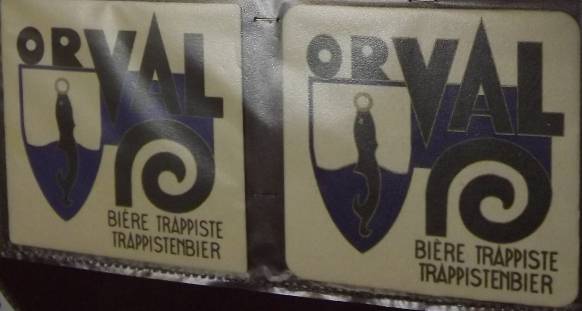 ORVAL
BIÈRE TRAPPISTE
TRAPPISTENBIER
ORVAL
BIÈRE TRAPPISTE
TRAPPISTENBIER